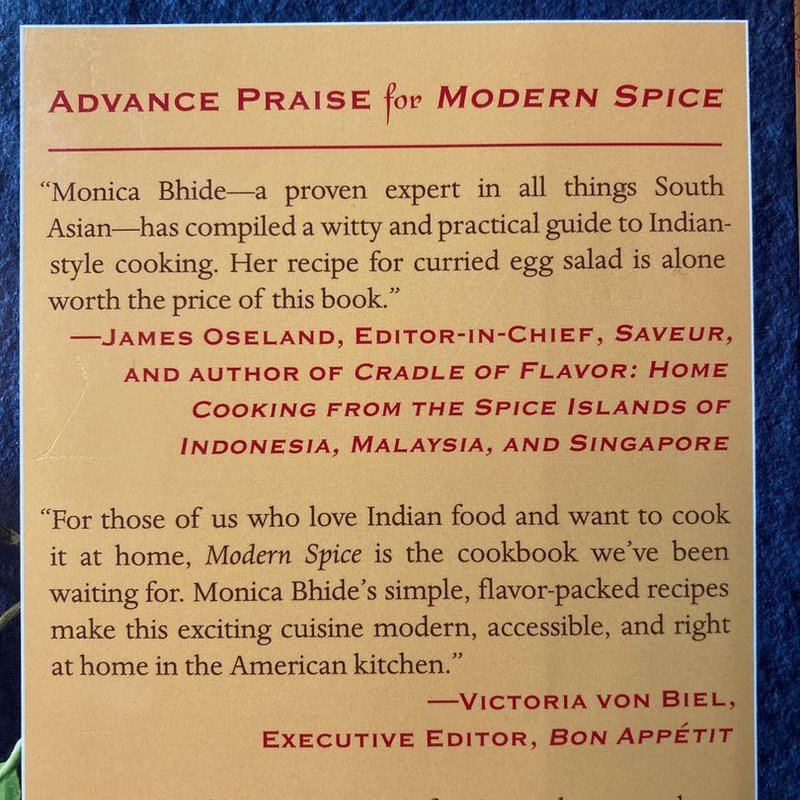 ADVANCE PRAISE for MODERN SPICE
“Monica Bhide—a proven expert in all things South
Asian—has compiled a witty and practical guide to Indian-
style cooking. Her recipe for curried egg salad is alone
worth the price of this book.”
—JAMES OSELAND, EDITOR-IN-CHIEF, SAVEUR,
AND AUTHOR OF CRADLE OF FLAVOR: HOME
COOKING FROM THE SPICE ISLANDS OF
INDONESIA, MALAYSIA, AND SINGAPORE
“For those of us who love Indian food and want to cook
it at home, Modern Spice is the cookbook we’ve been
waiting for. Monica Bhide’s simple, flavor-packed recipes
make this exciting cuisine modern, accessible, and right
at home in the American kitchen.”
—VICTORIA VON BIEL,
EXECUTIVE EDITOR, BON APPÉTIT